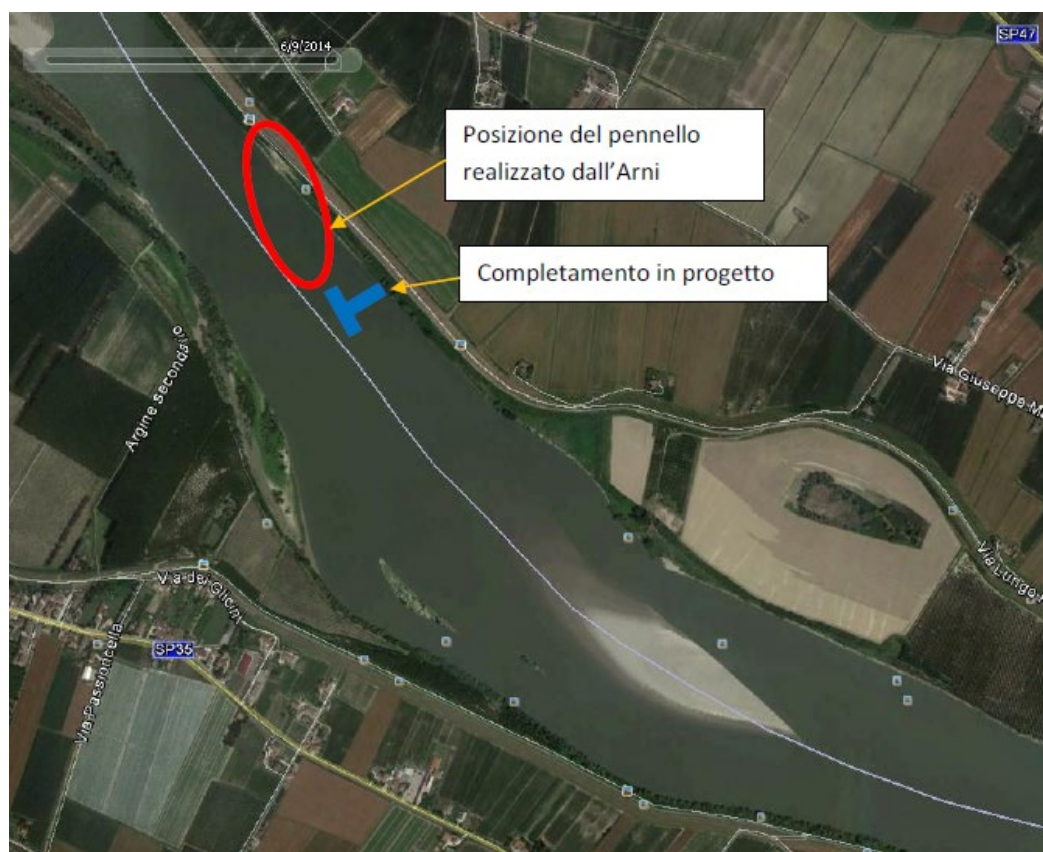 6/9/2014
SP47
Posizione del pennello
realizzato dall'Arni
Completamento in progetto
Argine secondario
Via Giuseppe M
Via Lungo
Via dei Glicini
SP35
Via Passioncella